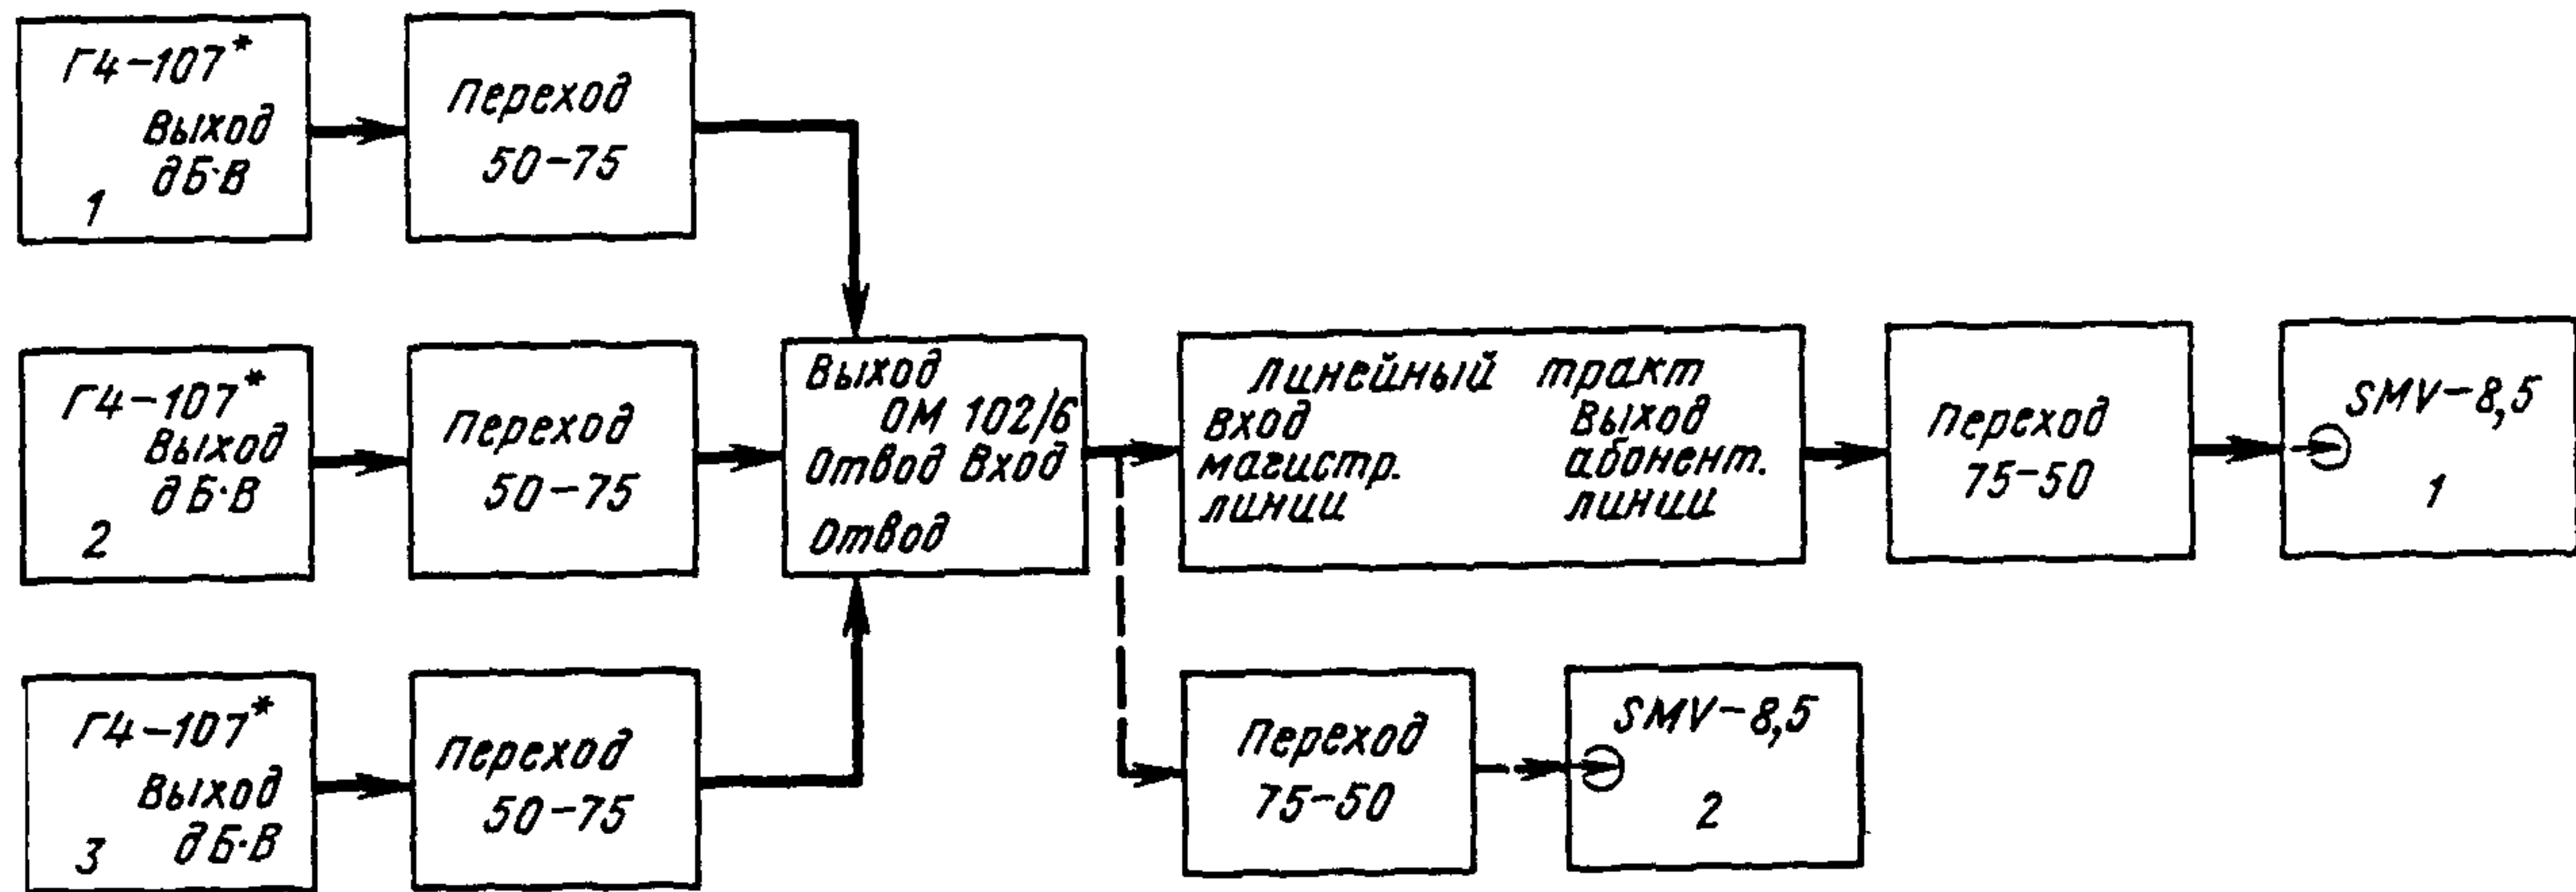 Г4-107*
Выход
дБ·В
1
Переход
50-75
Г4-107*
Выход
дБ·В
2
Переход
50-75
Г4-107*
Выход
дБ·В
3
Переход
50-75
Выход
ОМ 102/6
Отвод Вход
Отвод
Линейный тракт
Вход Выход
магистр. абонент.
линии линии
Переход
75-50
SMV-8,5
1
Переход
75-50
SMV-8,5
2